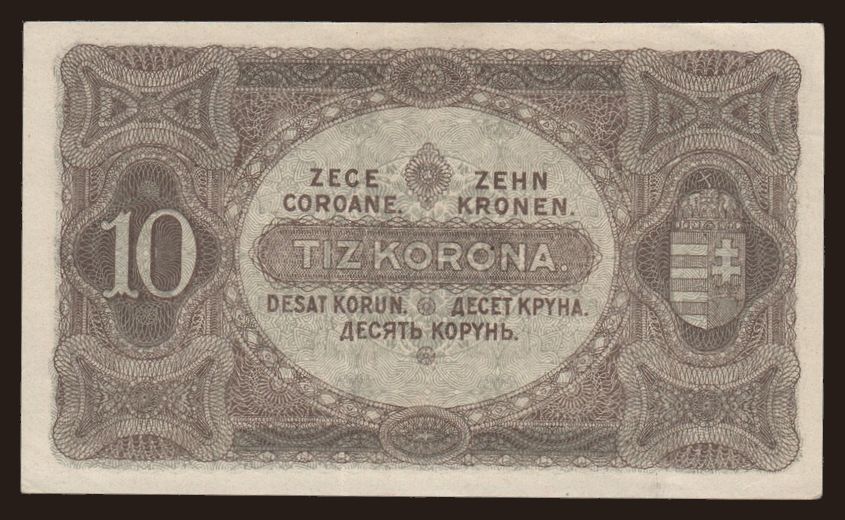 ZECE
COROANE.
ZEHN
KRONEN.
10
TIZ KORONA.
DESAT KORUN. ДЕСЕТ КРУНА.
ДЕСЯТЬ КОРУНЬ.